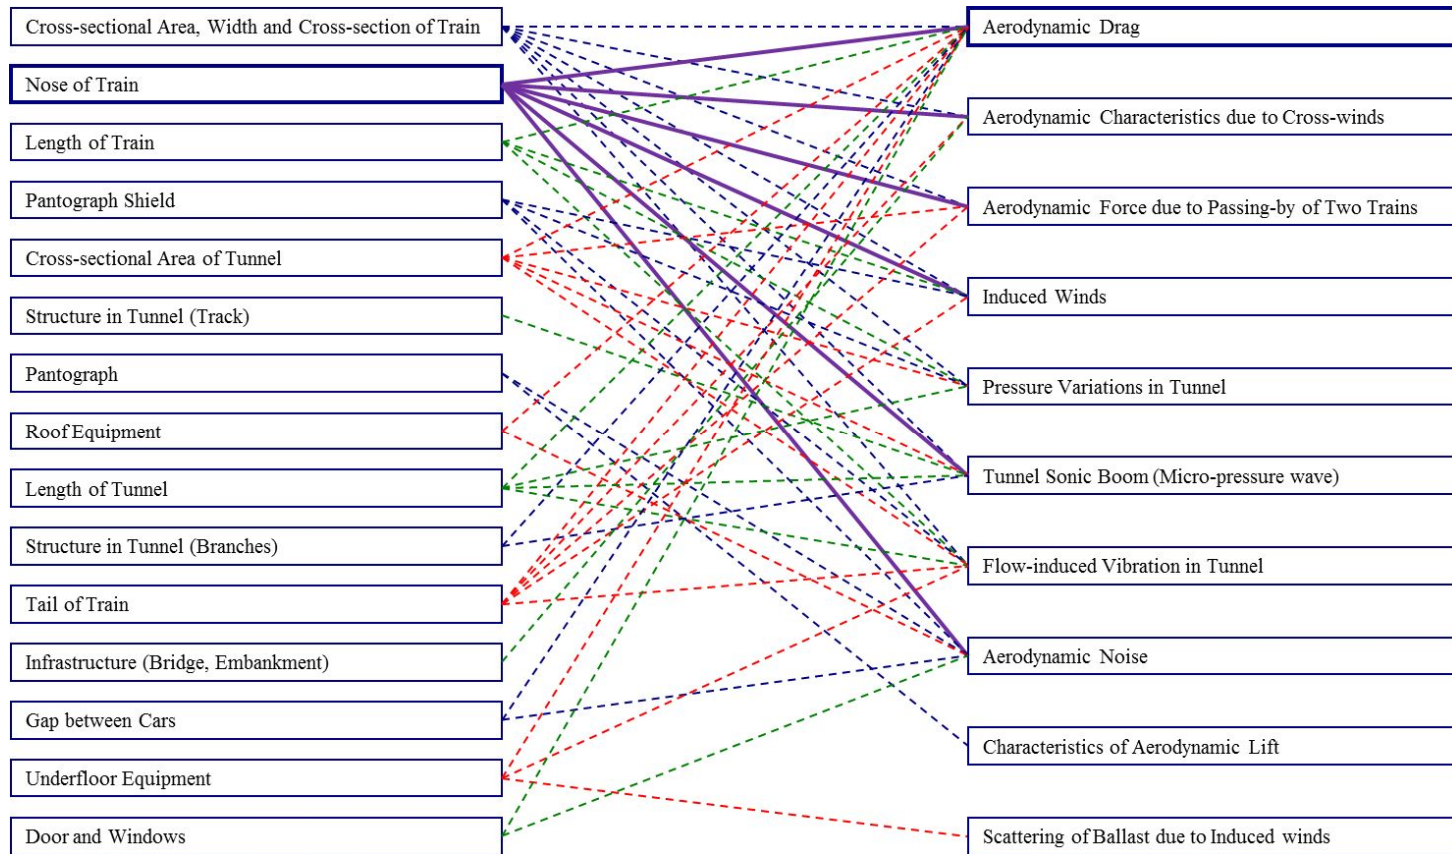 Cross-sectional Area, Width and Cross-section of Train
Nose of Train
Length of Train
Pantograph Shield
Cross-sectional Area of Tunnel
Structure in Tunnel (Track)
Pantograph
Roof Equipment
Length of Tunnel
Structure in Tunnel (Branches)
Tail of Train
Infrastructure (Bridge, Embankment)
Gap between Cars
Underfloor Equipment
Door and Windows
Aerodynamic Drag
Aerodynamic Characteristics due to Cross-winds
Aerodynamic Force due to Passing-by of Two Trains
Induced Winds
Pressure Variations in Tunnel
Tunnel Sonic Boom (Micro-pressure wave)
Flow-induced Vibration in Tunnel
Aerodynamic Noise
Characteristics of Aerodynamic Lift
Scattering of Ballast due to Induced winds